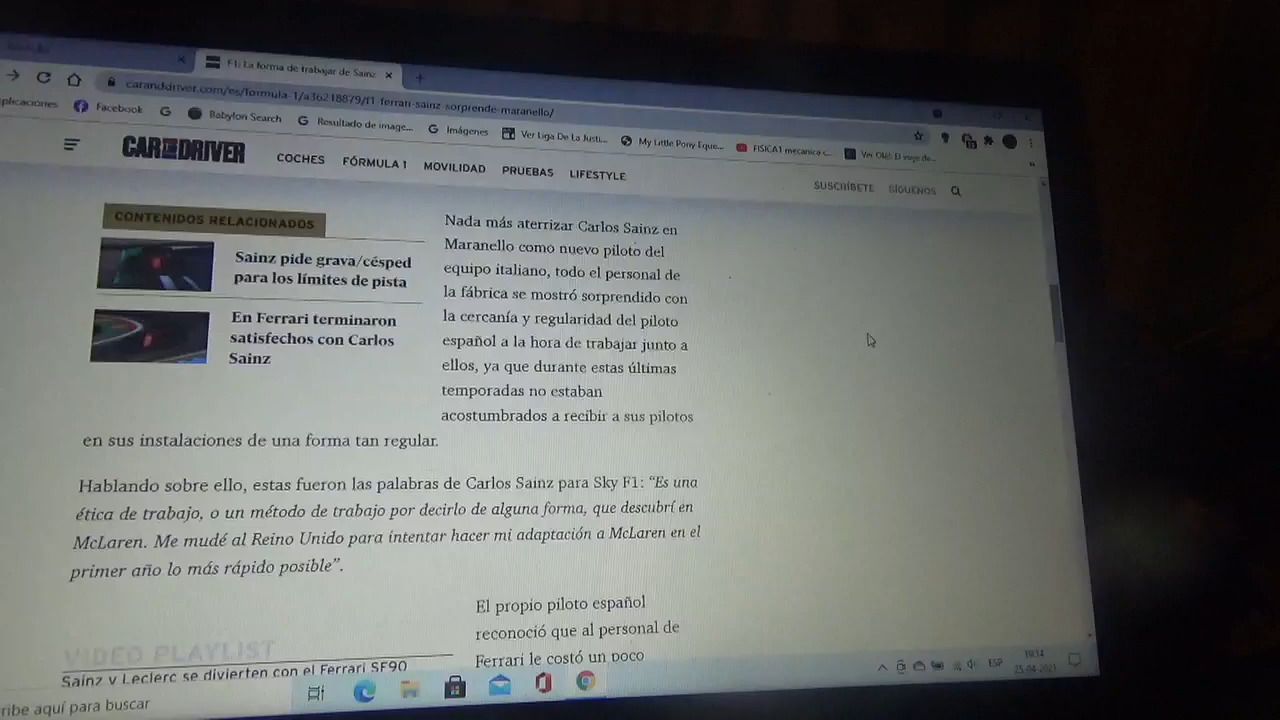 F1: La forma de trabajar de Sainz
caranddriver.com/es/formula-1/a36218879/f1-ferrari-sainz-sorprende-maranello/
plicaciones Facebook Babylon Search Resultado de image... Imágenes Ver Liga De La Justi... My Little Pony Eque... FISICA1 mecanica c...
CAR AND DRIVER
COCHES FÓRMULA 1 MOVILIDAD PRUEBAS LIFESTYLE
SUSCRÍBETE SÍGUENOS
CONTENIDOS RELACIONADOS
Sainz pide grava/césped
para los límites de pista
En Ferrari terminaron
satisfechos con Carlos
Sainz
Nada más aterrizar Carlos Sainz en
Maranello como nuevo piloto del
equipo italiano, todo el personal de
la fábrica se mostró sorprendido con
la cercanía y regularidad del piloto
español a la hora de trabajar junto a
ellos, ya que durante estas últimas
temporadas no estaban
acostumbrados a recibir a sus pilotos
en sus instalaciones de una forma tan regular.
Hablando sobre ello, estas fueron las palabras de Carlos Sainz para Sky F1: “Es una
ética de trabajo, o un método de trabajo por decirlo de alguna forma, que descubrí en
McLaren. Me mudé al Reino Unido para intentar hacer mi adaptación a McLaren en el
primer año lo más rápido posible”.
El propio piloto español
reconoció que al personal de
Ferrari le costó un poco
VIDEO PLAYLIST
Sainz y Leclerc se divierten con el Ferrari SF90
ribe aquí para buscar
ESP
19:14
25-04-2021